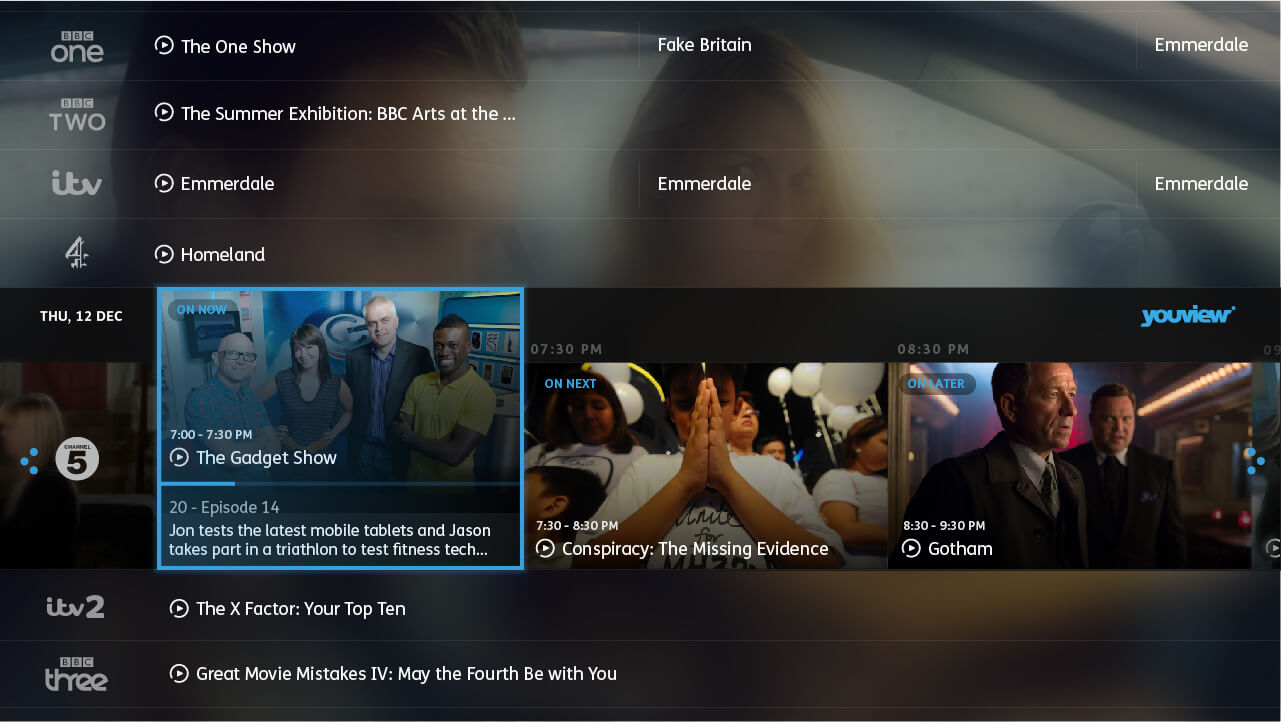 BBC
one
The One Show
Fake Britain
Emmerdale
BBC
TWO
The Summer Exhibition: BBC Arts at the ...
itv
Emmerdale
Emmerdale
Emmerdale
4
Homeland
THU, 12 DEC
ON NOW
youview
07:30 PM
08:30 PM
09
ON NEXT
ON LATER
CHANNEL
5
7:00 - 7:30 PM
The Gadget Show
20 - Episode 14
Jon tests the latest mobile tablets and Jason
takes part in a triathlon to test fitness tech...
7:30 - 8:30 PM
Conspiracy: The Missing Evidence
Unite
for
8:30 - 9:30 PM
Gotham
itv2
The X Factor: Your Top Ten
BBC
three
Great Movie Mistakes IV: May the Fourth Be with You